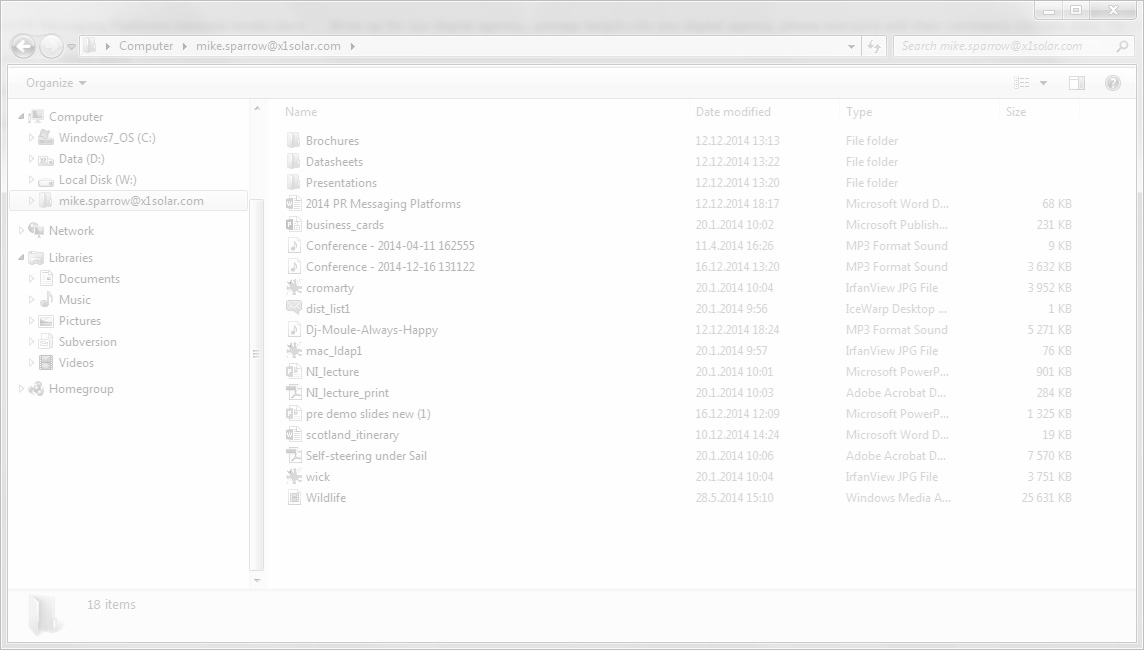 Computer mike.sparrow@x1solar.com
Search mike.sparrow@x1solar.com
Organize
Computer
Windows7_OS (C:)
Data (D:)
Local Disk (W:)
mike.sparrow@x1solar.com
Network
Libraries
Documents
Music
Pictures
Subversion
Videos
Homegroup
Name Date modified Type Size
Brochures 12.12.2014 13:13 File folder
Datasheets 12.12.2014 13:22 File folder
Presentations 12.12.2014 13:20 File folder
2014 PR Messaging Platforms 12.12.2014 18:17 Microsoft Word D... 68 KB
business_cards 20.1.2014 10:02 Microsoft Publish... 231 KB
Conference - 2014-04-11 162555 11.4.2014 16:26 MP3 Format Sound 9 KB
Conference - 2014-12-16 131122 16.12.2014 13:20 MP3 Format Sound 3 632 KB
cromarty 20.1.2014 10:04 IrfanView JPG File 3 952 KB
dist_list1 20.1.2014 9:56 IceWarp Desktop ... 1 KB
Dj-Moule-Always-Happy 12.12.2014 18:24 MP3 Format Sound 5 271 KB
mac_ldap1 20.1.2014 9:57 IrfanView JPG File 76 KB
NI_lecture 20.1.2014 10:01 Microsoft PowerP... 901 KB
NI_lecture_print 20.1.2014 10:03 Adobe Acrobat D... 284 KB
pre demo slides new (1) 16.12.2014 12:09 Microsoft PowerP... 1 325 KB
scotland_itinerary 10.12.2014 14:24 Microsoft Word D... 19 KB
Self-steering under Sail 20.1.2014 10:06 Adobe Acrobat D... 7 570 KB
wick 20.1.2014 10:04 IrfanView JPG File 3 751 KB
Wildlife 28.5.2014 15:10 Windows Media A... 25 631 KB
18 items